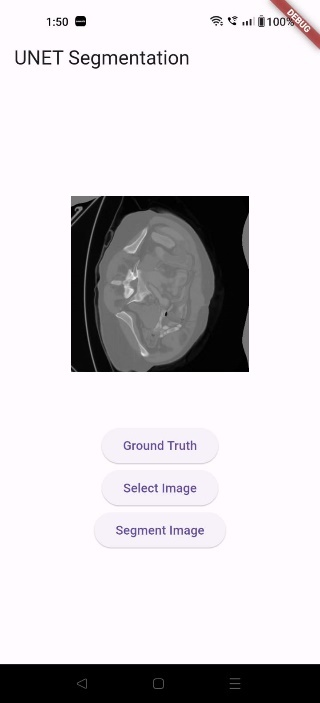 1:50
100%
DEBUG
UNET Segmentation
Ground Truth
Select Image
Segment Image